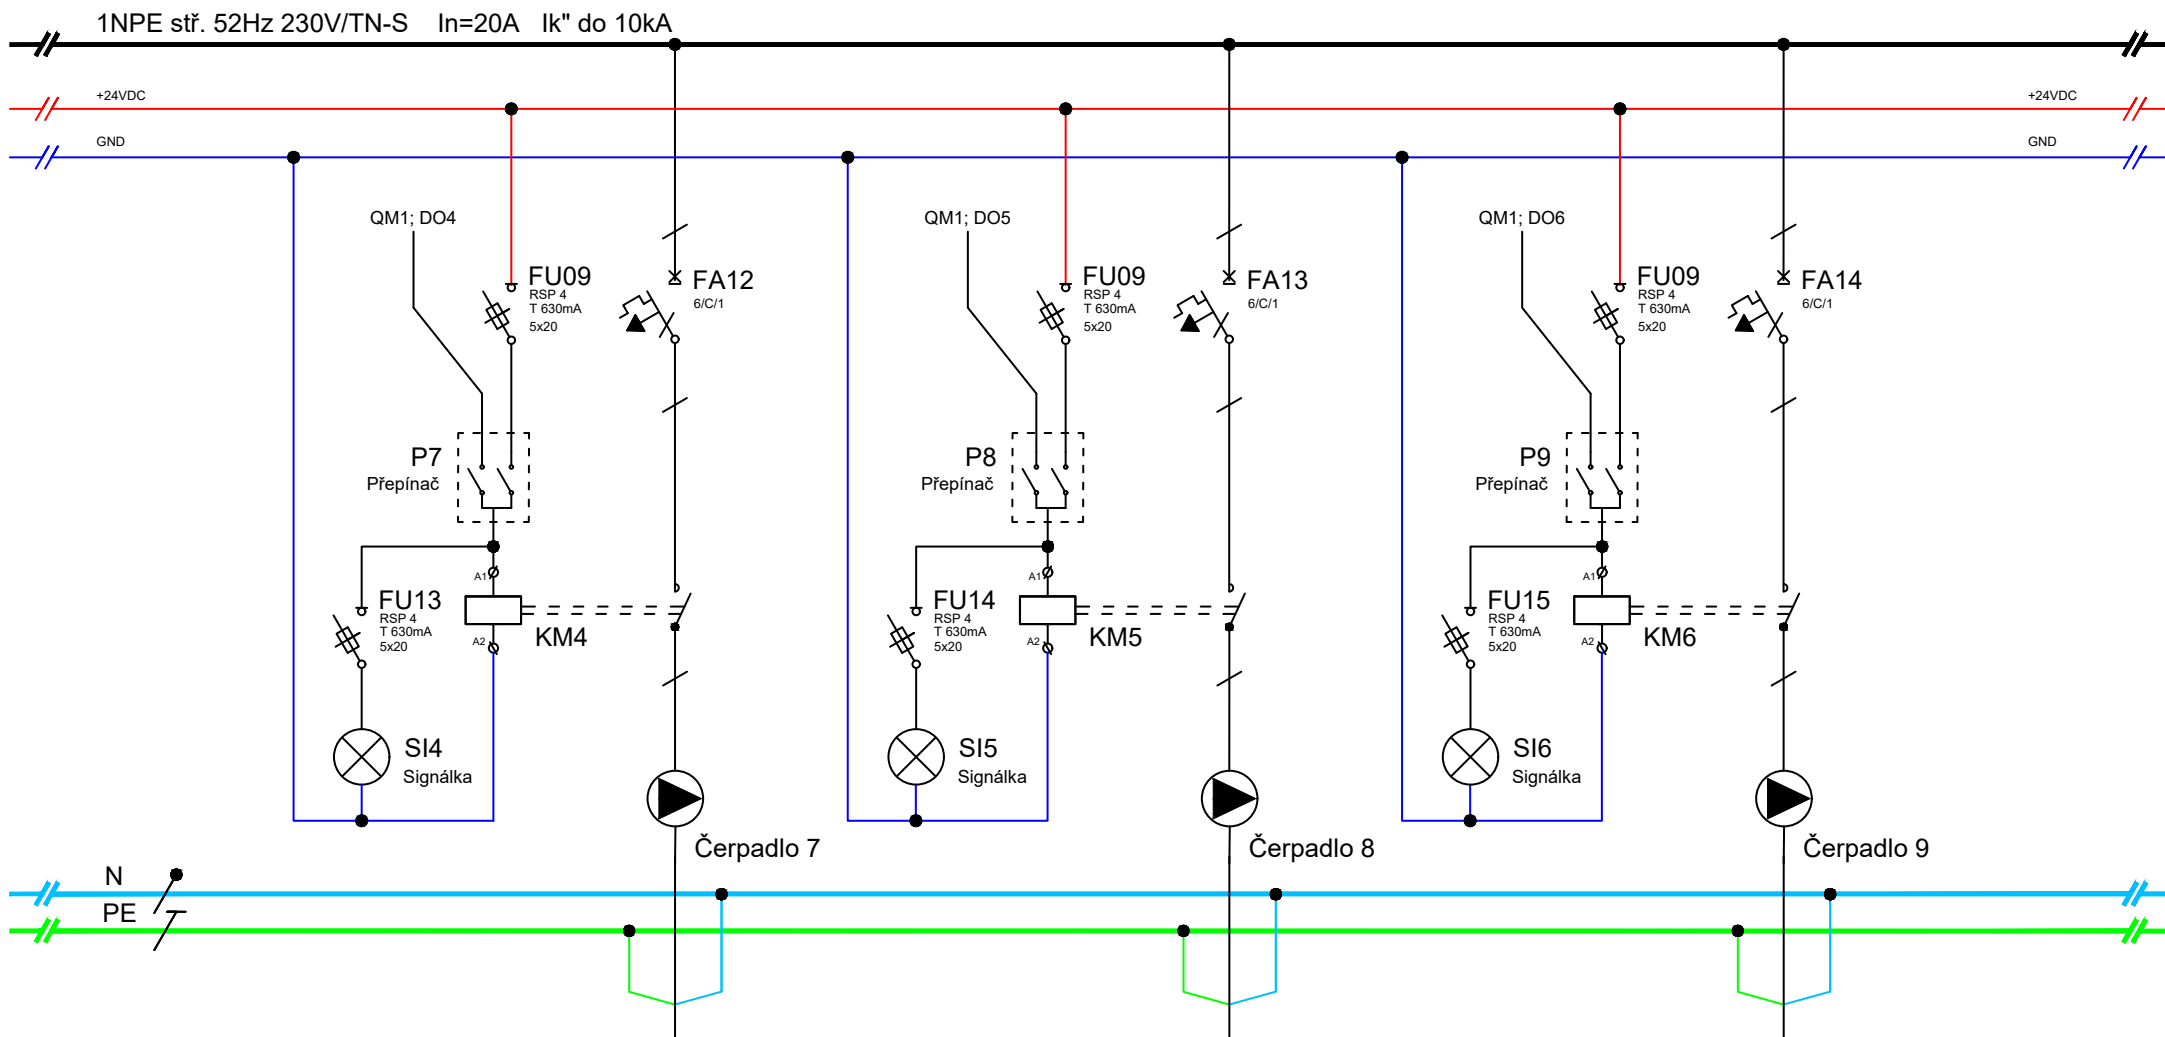 1NPE stř. 52Hz 230V/TN-S In=20A Ik" do 10kA
+24VDC
+24VDC
GND
GND
QM1; DO4
FU09
RSP 4
T 630mA
5x20
FA12
6/C/1
P7
Přepínač
A1
FU13
RSP 4
T 630mA
5x20
A2
KM4
SI4
Signálka
Čerpadlo 7
QM1; DO5
FU09
RSP 4
T 630mA
5x20
FA13
6/C/1
P8
Přepínač
A1
FU14
RSP 4
T 630mA
5x20
A2
KM5
SI5
Signálka
Čerpadlo 8
QM1; DO6
FU09
RSP 4
T 630mA
5x20
FA14
6/C/1
P9
Přepínač
A1
FU15
RSP 4
T 630mA
5x20
A2
KM6
SI6
Signálka
Čerpadlo 9
N
PE